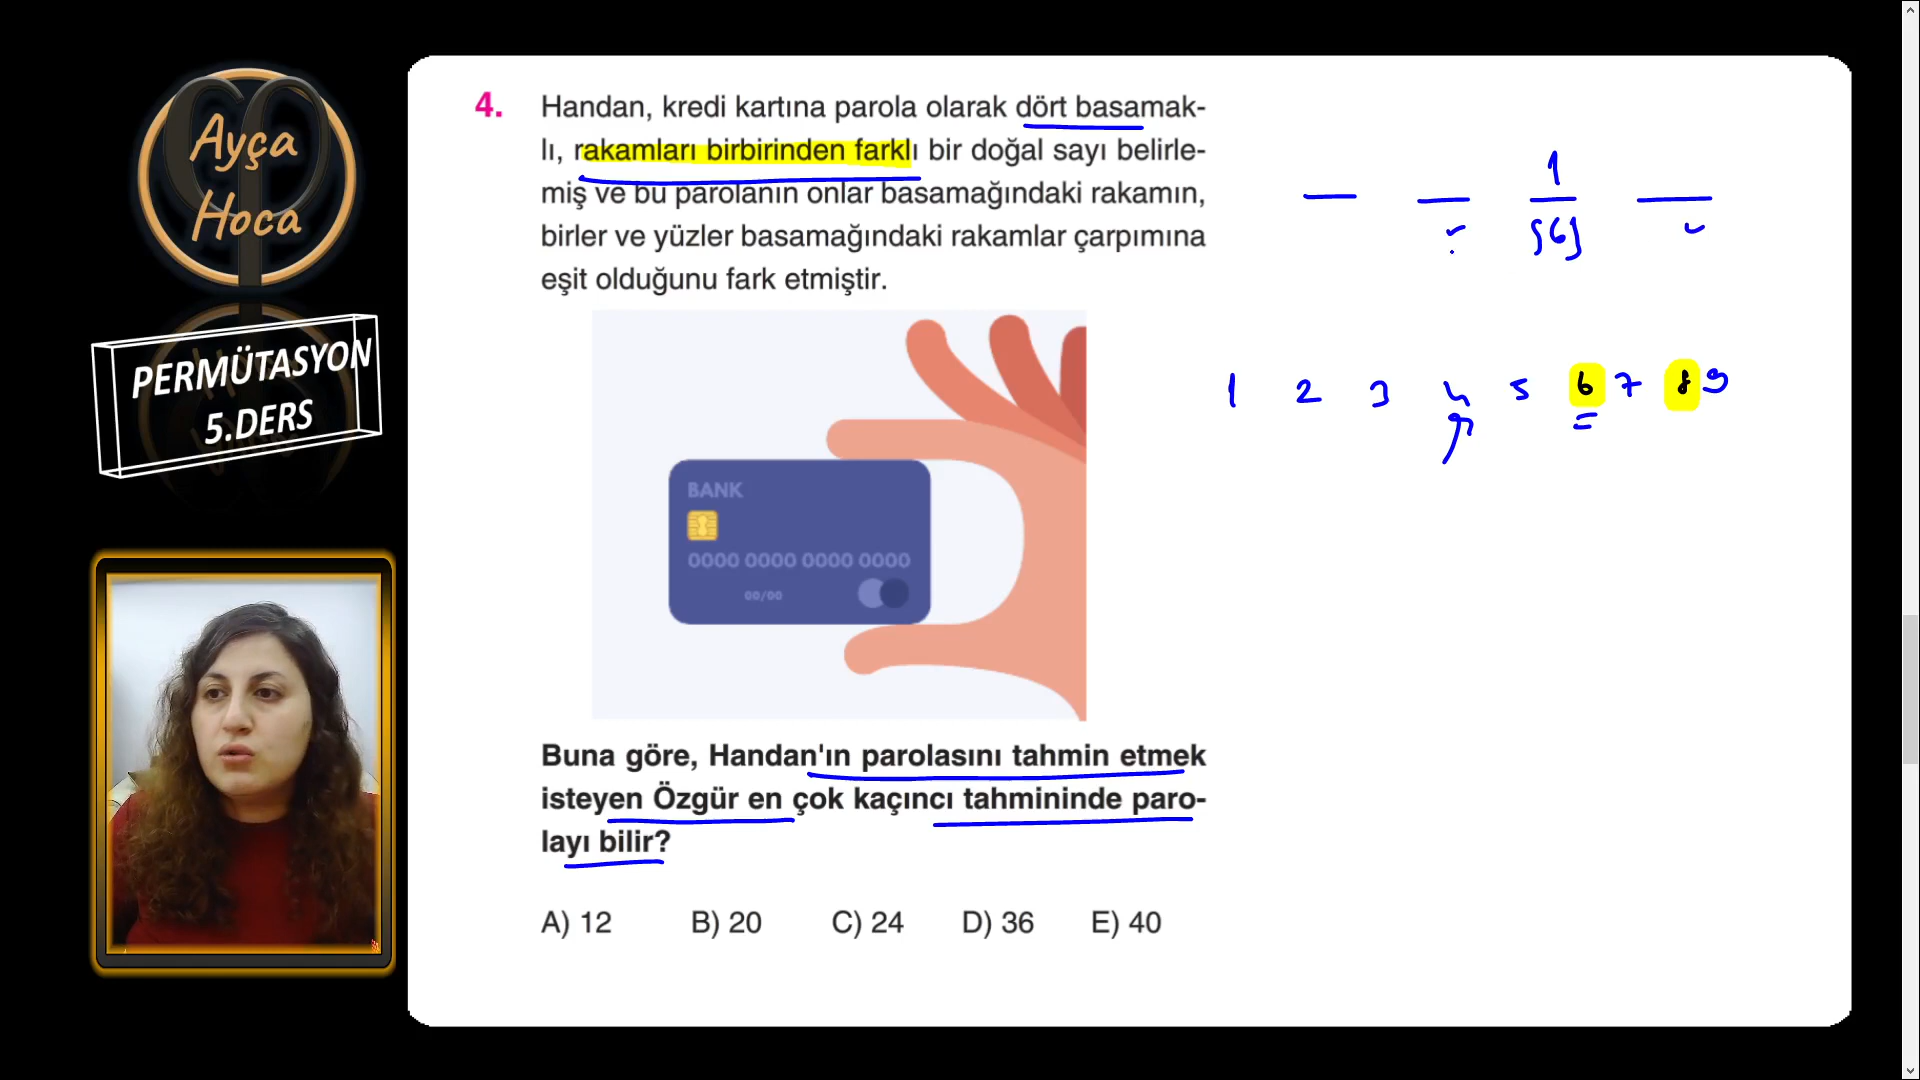 Ayça
Hoca
PERMÜTASYON
5.DERS
4. Handan, kredi kartına parola olarak dört basamak-
lı, rakamları birbirinden farklı bir doğal sayı belirle-
miş ve bu parolanın onlar basamağındaki rakamın,
birler ve yüzler basamağındaki rakamlar çarpımına
eşit olduğunu fark etmiştir.
1
{6}
1 2 3 4 5 6 7 8 9
BANK
0000 0000 0000 0000
00/00
Buna göre, Handan'ın parolasını tahmin etmek
isteyen Özgür en çok kaçıncı tahmininde paro-
layı bilir?
A) 12 B) 20 C) 24 D) 36 E) 40